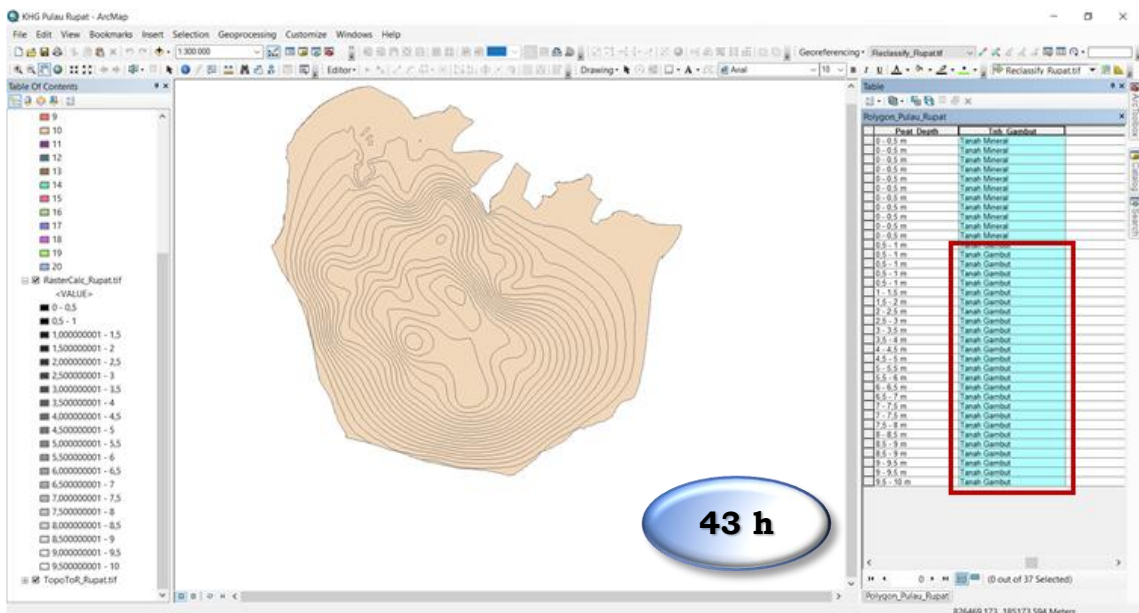 KHG Pulau Rupat - ArcMap
File Edit View Bookmarks Insert Selection Geoprocessing Customize Windows Help
1:300.000
Editor
Georeferencing
Reclassify_Rupat.tif
Drawing
A
Arial
10
B I U A
Reclassify Rupat.tif
Table Of Contents
9
10
11
12
13
14
15
16
17
18
19
20
RasterCalc_Rupat.tif
<VALUE>
0 - 0,5
0,5 - 1
1,000000001 - 1,5
1,500000001 - 2
2,000000001 - 2,5
2,500000001 - 3
3,000000001 - 3,5
3,500000001 - 4
4,000000001 - 4,5
4,500000001 - 5
5,000000001 - 5,5
5,500000001 - 6
6,000000001 - 6,5
6,500000001 - 7
7,000000001 - 7,5
7,500000001 - 8
8,000000001 - 8,5
8,500000001 - 9
9,000000001 - 9,5
9,500000001 - 10
TopoToR_Rupat.tif
43 h
Table
Polygon_Pulau_Rupat
Peat Depth Tnh_Gambut
0 - 0,5 m Tanah Mineral
0 - 0,5 m Tanah Mineral
0 - 0,5 m Tanah Mineral
0 - 0,5 m Tanah Mineral
0 - 0,5 m Tanah Mineral
0 - 0,5 m Tanah Mineral
0 - 0,5 m Tanah Mineral
0 - 0,5 m Tanah Mineral
0 - 0,5 m Tanah Mineral
0 - 0,5 m Tanah Mineral
0 - 0,5 m Tanah Mineral
0,5 - 1 m Tanah Gambut
0,5 - 1 m Tanah Gambut
0,5 - 1 m Tanah Gambut
0,5 - 1 m Tanah Gambut
0,5 - 1 m Tanah Gambut
1 - 1,5 m Tanah Gambut
1,5 - 2 m Tanah Gambut
2 - 2,5 m Tanah Gambut
2,5 - 3 m Tanah Gambut
3 - 3,5 m Tanah Gambut
3,5 - 4 m Tanah Gambut
4 - 4,5 m Tanah Gambut
4,5 - 5 m Tanah Gambut
5 - 5,5 m Tanah Gambut
5,5 - 6 m Tanah Gambut
6 - 6,5 m Tanah Gambut
6,5 - 7 m Tanah Gambut
7 - 7,5 m Tanah Gambut
7 - 7,5 m Tanah Gambut
7,5 - 8 m Tanah Gambut
8 - 8,5 m Tanah Gambut
8,5 - 9 m Tanah Gambut
8,5 - 9 m Tanah Gambut
9 - 9,5 m Tanah Gambut
9 - 9,5 m Tanah Gambut
9,5 - 10 m Tanah Gambut
0
(0 out of 37 Selected)
Polygon_Pulau_Rupat
826469,173 185173,594 Meters
ArcToolbox
Catalog
Search